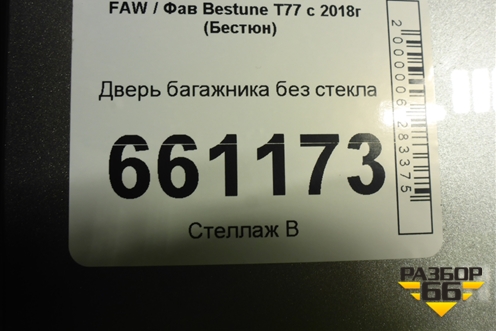 FAW / Фав Bestune T77 с 2018г
(Бестюн)
Дверь багажника без стекла
661173
Стеллаж В
2000006283375
РАЗБОР
66